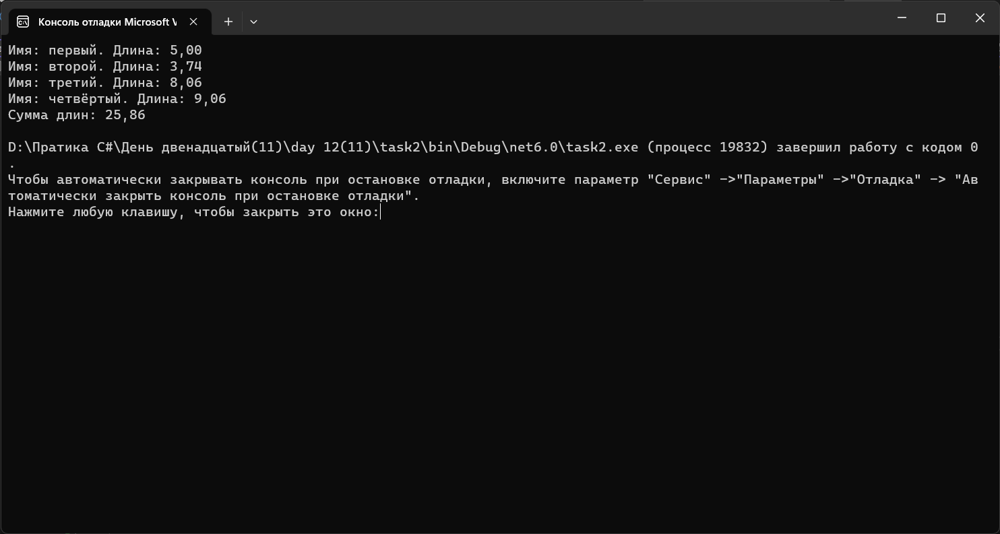 Консоль отладки Microsoft V
Имя: первый. Длина: 5,00
Имя: второй. Длина: 3,74
Имя: третий. Длина: 8,06
Имя: четвёртый. Длина: 9,06
Сумма длин: 25,86
D:\Пратика C#\День двенадцатый(11)\day 12(11)\task2\bin\Debug\net6.0\task2.exe (процесс 19832) завершил работу с кодом 0
.
Чтобы автоматически закрывать консоль при остановке отладки, включите параметр "Сервис" ->"Параметры" ->"Отладка" -> "Ав
томатически закрыть консоль при остановке отладки".
Нажмите любую клавишу, чтобы закрыть это окно: